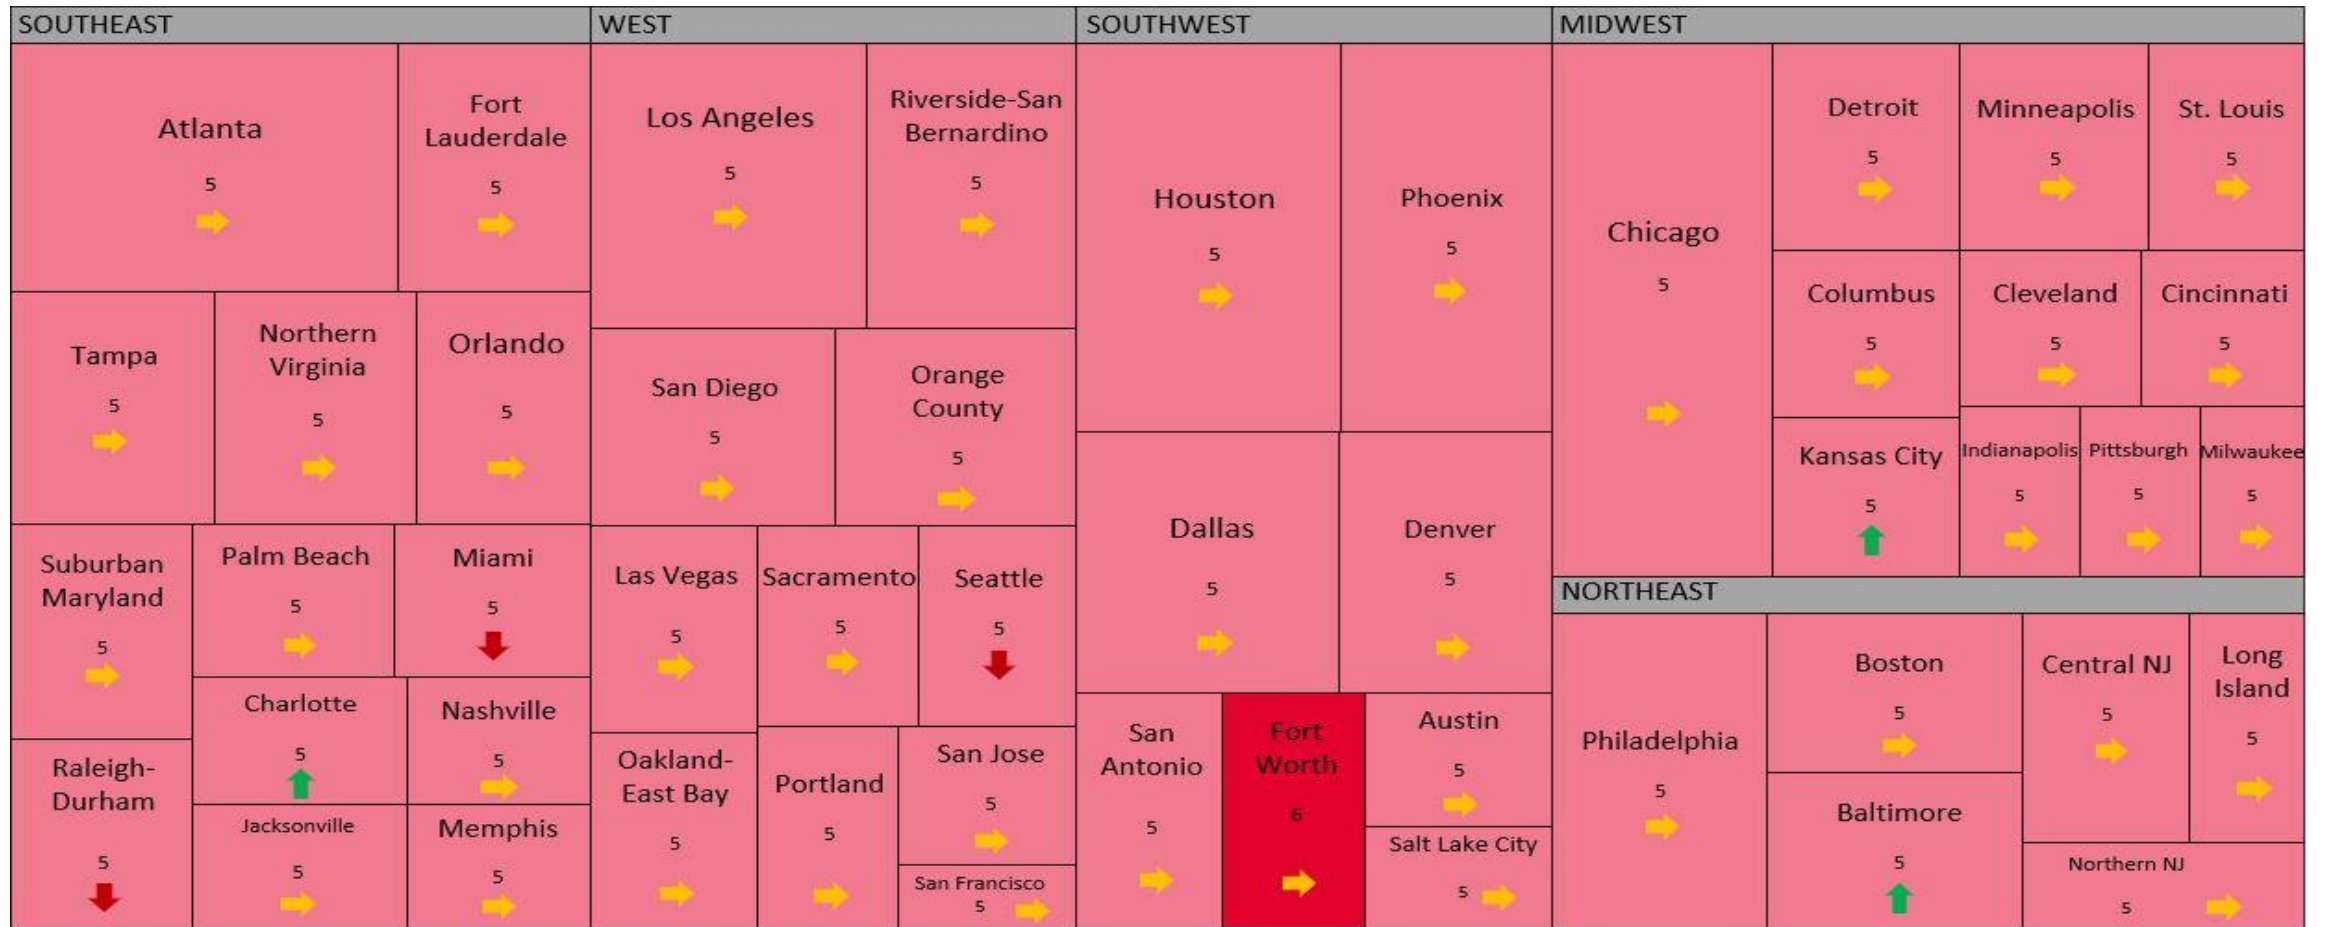 SOUTHEAST
Atlanta
5
Fort
Lauderdale
5
Tampa
5
Northern
Virginia
5
Orlando
5
Suburban
Maryland
5
Palm Beach
5
Miami
5
Charlotte
5
Nashville
5
Raleigh-
Durham
5
Jacksonville
5
Memphis
5
WEST
Los Angeles
5
Riverside-San
Bernardino
5
San Diego
5
Orange
County
5
Las Vegas
5
Sacramento
5
Seattle
5
Oakland-
East Bay
5
Portland
5
San Jose
5
San Francisco
5
SOUTHWEST
Houston
5
Phoenix
5
Dallas
5
Denver
5
San
Antonio
5
Fort
Worth
6
Austin
5
Salt Lake City
5
MIDWEST
Chicago
5
Detroit
5
Minneapolis
5
St. Louis
5
Columbus
5
Cleveland
5
Cincinnati
5
Kansas City
5
Indianapolis
5
Pittsburgh
5
Milwaukee
5
NORTHEAST
Philadelphia
5
Boston
5
Central NJ
5
Long
Island
5
Baltimore
5
Northern NJ
5